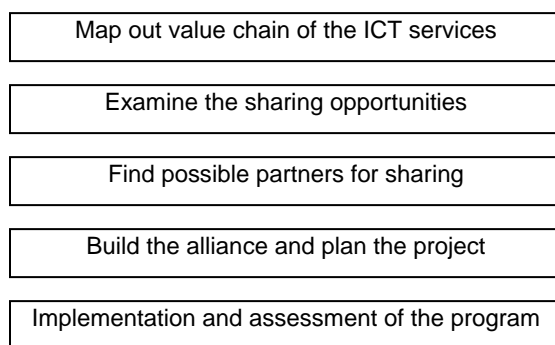 Map out value chain of the ICT services
Examine the sharing opportunities
Find possible partners for sharing
Build the alliance and plan the project
Implementation and assessment of the program